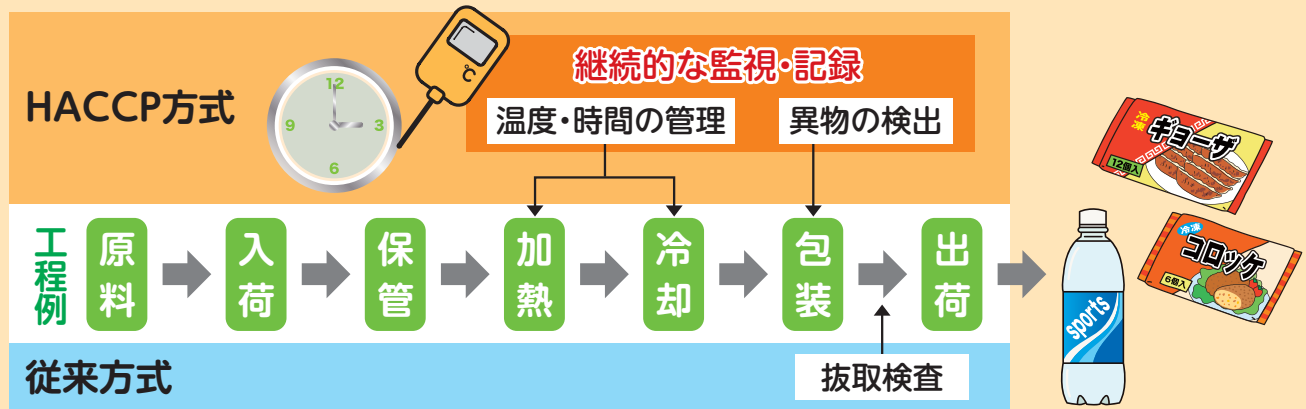 継続的な監視・記録
HACCP方式
温度・時間の管理
異物の検出
12
3
6
9
℃
工程例
原料
入荷
保管
加熱
冷却
包装
出荷
従来方式
抜取検査
冷凍
ギョーザ
12個入
冷凍
コロッケ
6個入
sports